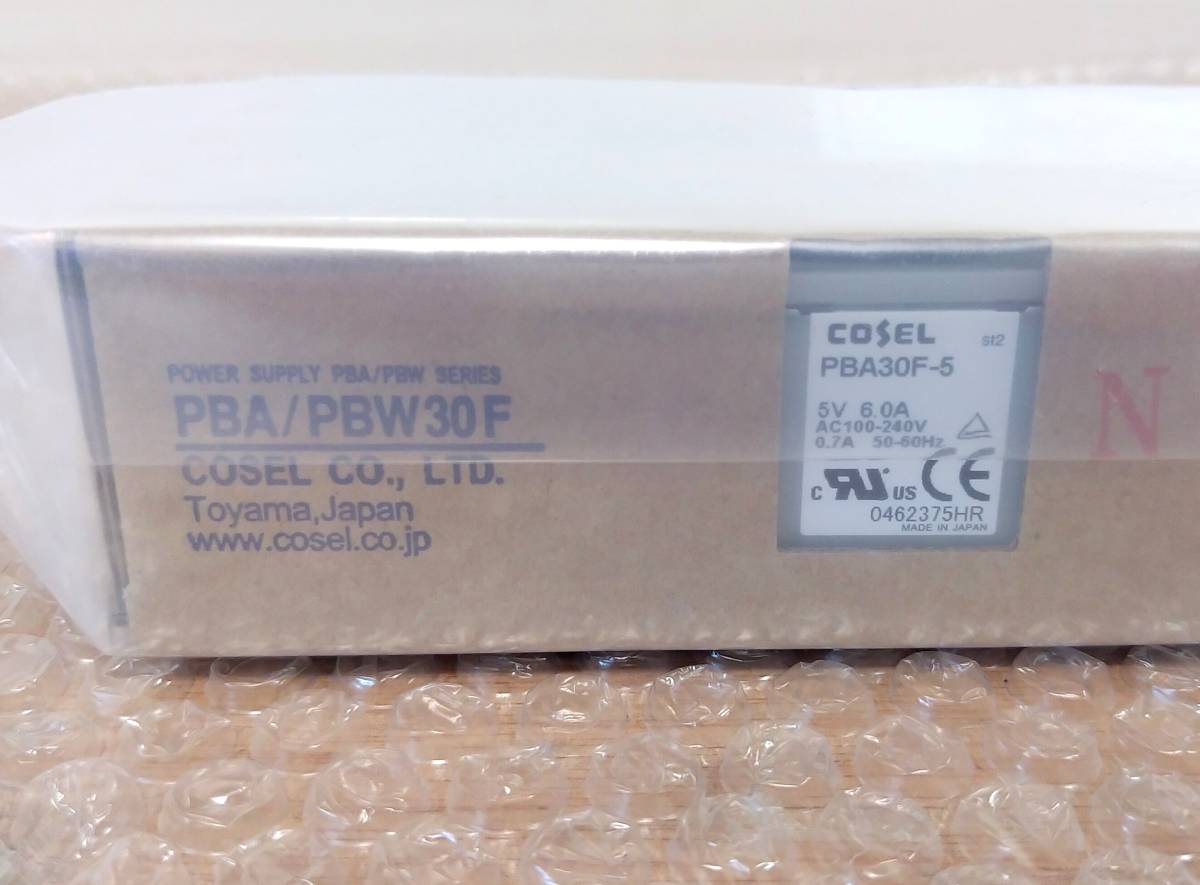 POWER SUPPLY PBA/PBW SERIES
PBA/PBW30F
COSEL CO., LTD.
Toyama,Japan
www.cosel.co.jp
COSEL
st2
PBA30F-5
5V 6.0A
AC100-240V
0.7A 50-60Hz
C RU US CE
0462375HR
MADE IN JAPAN
N